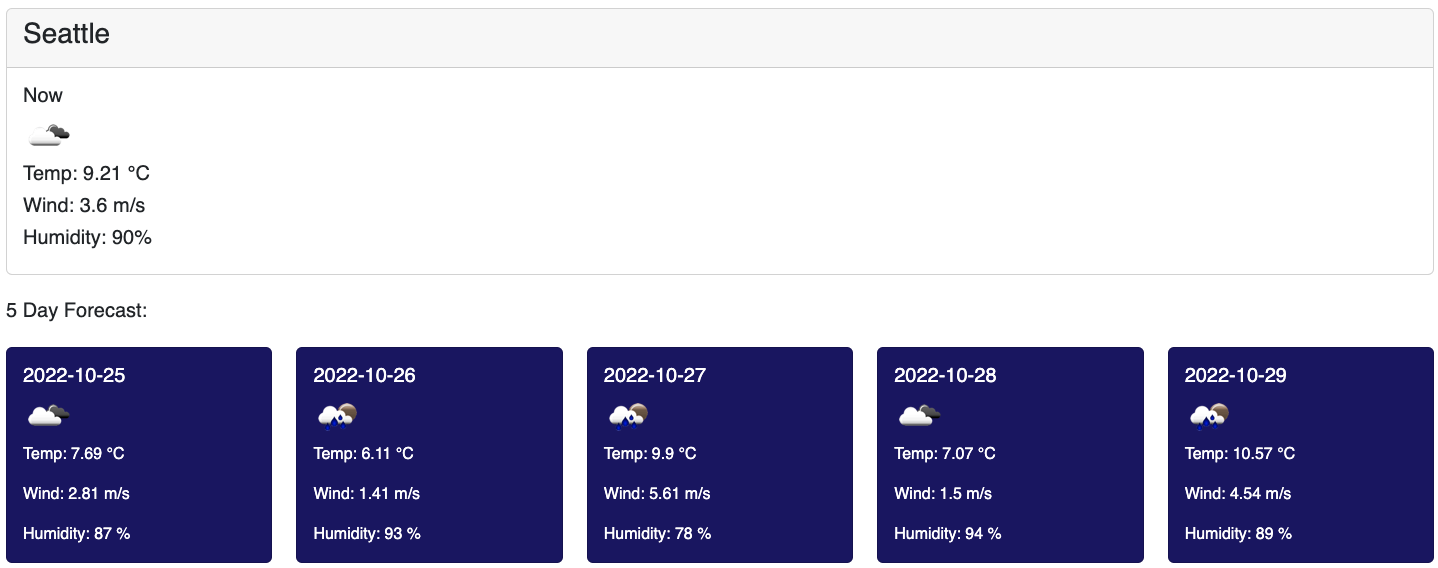 Seattle
Now
Temp: 9.21 °C
Wind: 3.6 m/s
Humidity: 90%
5 Day Forecast:
2022-10-25
Temp: 7.69 °C
Wind: 2.81 m/s
Humidity: 87 %
2022-10-26
Temp: 6.11 °C
Wind: 1.41 m/s
Humidity: 93 %
2022-10-27
Temp: 9.9 °C
Wind: 5.61 m/s
Humidity: 78 %
2022-10-28
Temp: 7.07 °C
Wind: 1.5 m/s
Humidity: 94 %
2022-10-29
Temp: 10.57 °C
Wind: 4.54 m/s
Humidity: 89 %